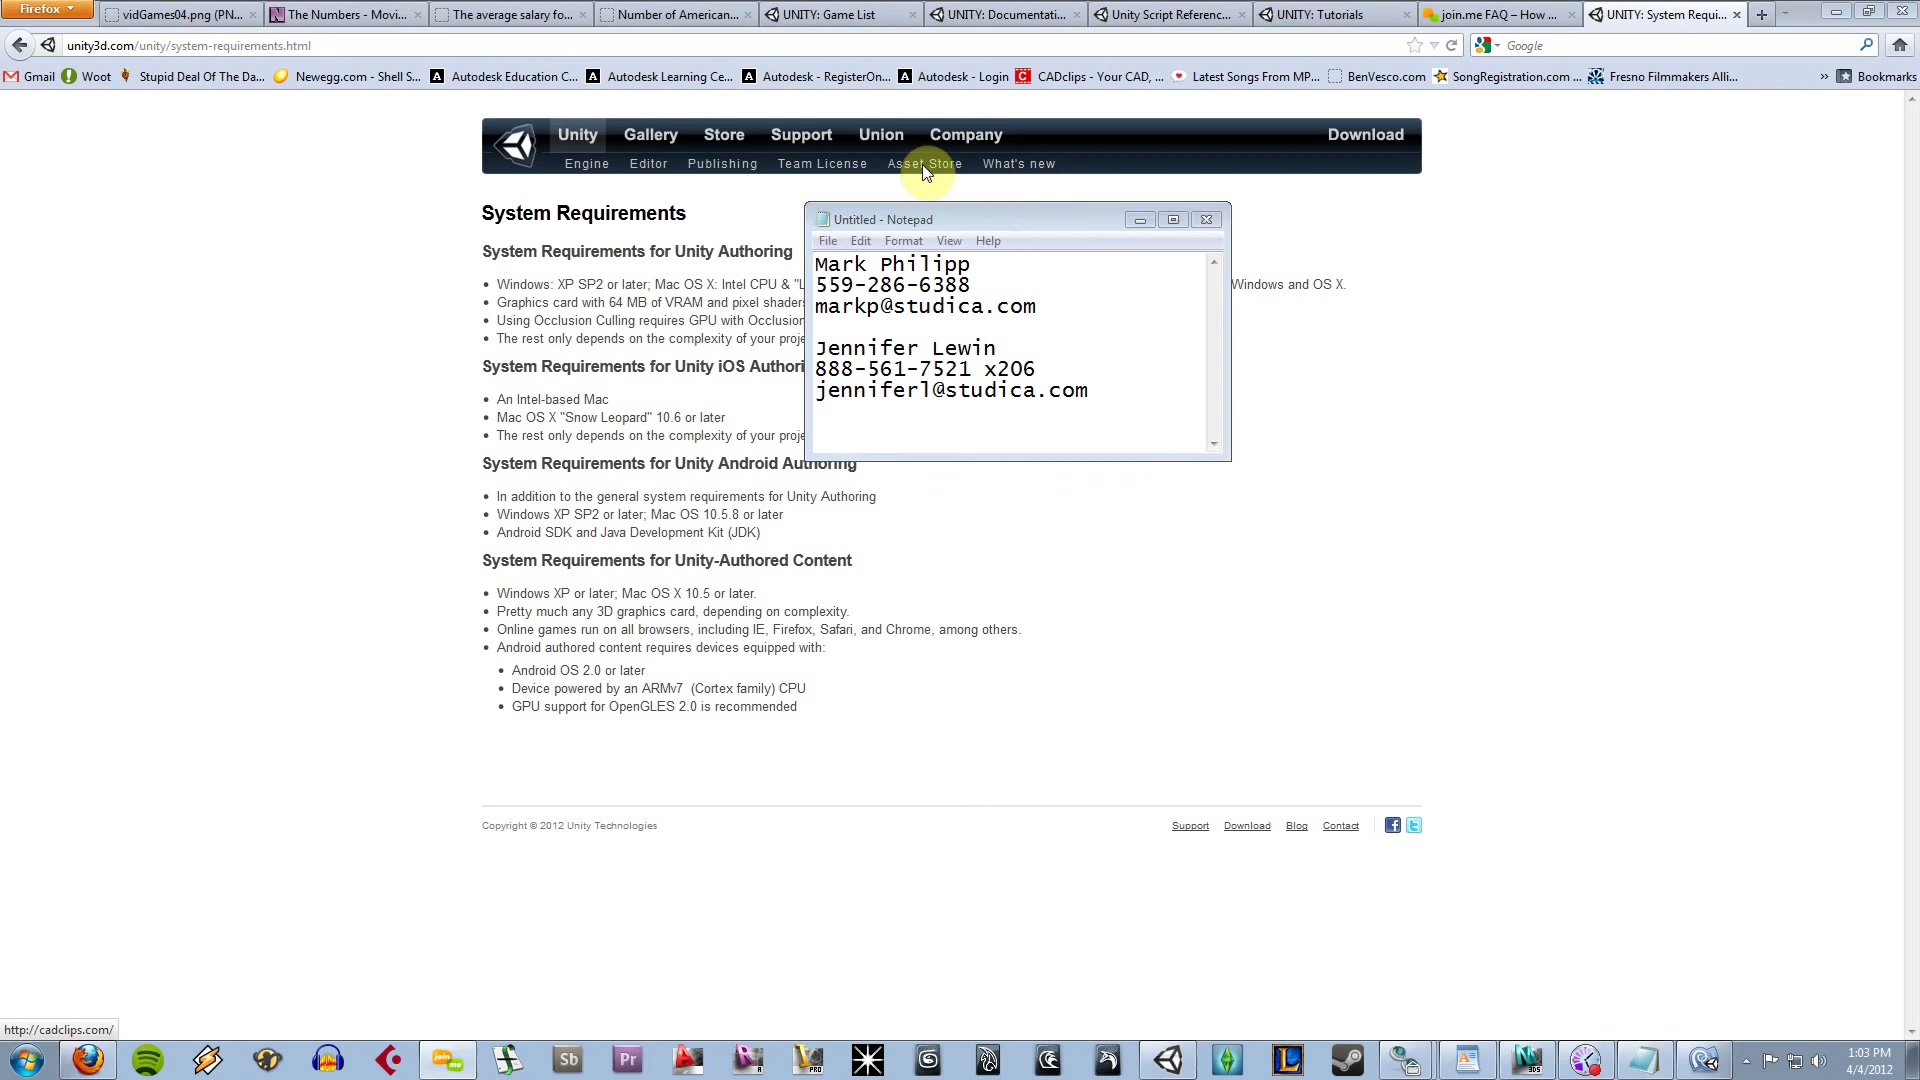 Firefox
vidGames04.png (PN...
The Numbers - Movi...
The average salary fo...
Number of American...
UNITY: Game List
UNITY: Documentati...
Unity Script Referenc...
UNITY: Tutorials
join.me FAQ – How ...
UNITY: System Requi...
unity3d.com/unity/system-requirements.html
Google
Gmail
Woot
Stupid Deal Of The Da...
Newegg.com - Shell S...
Autodesk Education C...
Autodesk Learning Ce...
Autodesk - RegisterOn...
Autodesk - Login
CADclips - Your CAD, ...
Latest Songs From MP...
BenVesco.com
SongRegistration.com ...
Fresno Filmmakers Alli...
Bookmarks
Unity Gallery Store Support Union Company Download
Engine Editor Publishing Team License Asset Store What's new
System Requirements
System Requirements for Unity Authoring
Windows: XP SP2 or later; Mac OS X: Intel CPU & "L
Windows and OS X.
Graphics card with 64 MB of VRAM and pixel shaders
Using Occlusion Culling requires GPU with Occlusion
The rest only depends on the complexity of your proje
System Requirements for Unity iOS Authori
An Intel-based Mac
Mac OS X "Snow Leopard" 10.6 or later
The rest only depends on the complexity of your proje
System Requirements for Unity Android Authoring
In addition to the general system requirements for Unity Authoring
Windows XP SP2 or later; Mac OS 10.5.8 or later
Android SDK and Java Development Kit (JDK)
System Requirements for Unity-Authored Content
Windows XP or later; Mac OS X 10.5 or later.
Pretty much any 3D graphics card, depending on complexity.
Online games run on all browsers, including IE, Firefox, Safari, and Chrome, among others.
Android authored content requires devices equipped with:
Android OS 2.0 or later
Device powered by an ARMv7 (Cortex family) CPU
GPU support for OpenGLES 2.0 is recommended
Untitled - Notepad
File Edit Format View Help
Mark Philipp
559-286-6388
markp@studica.com
Jennifer Lewin
888-561-7521 x206
jenniferl@studica.com
Copyright © 2012 Unity Technologies
Support Download Blog Contact
http://cadclips.com/
join me
Sb
Pr
PRO
L
1:03 PM
4/4/2012